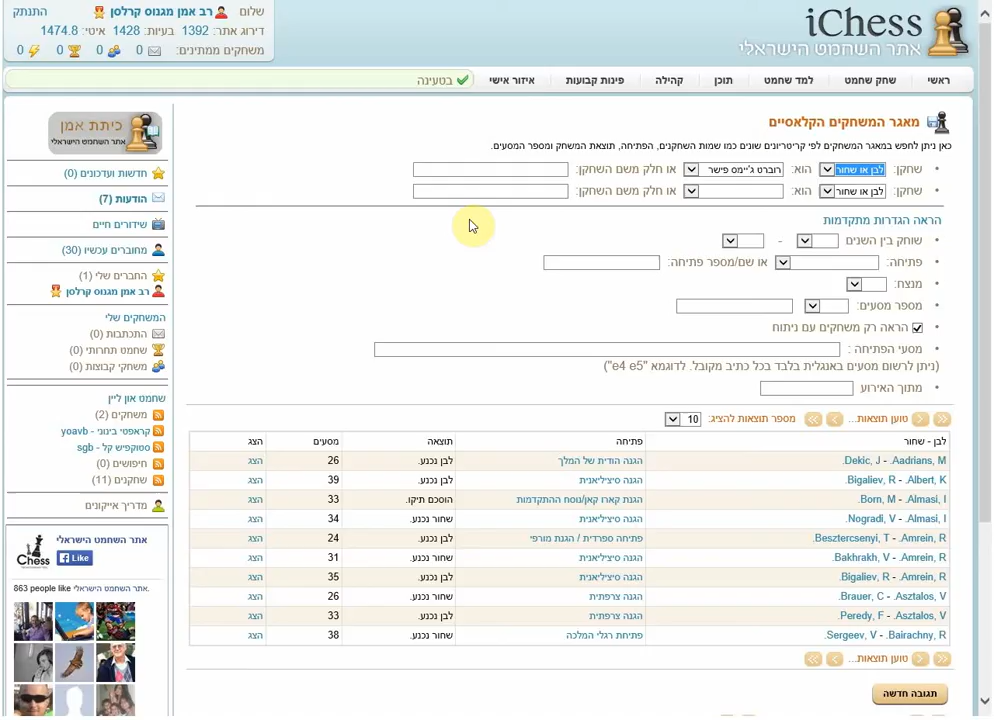 iChess
אתר השחמט הישראלי
שלום רב אמן מגנוס קרלסן התנתק
דירוג אתר: 1392 בעיות: 1428 איטי: 1474.8
משחקים ממתינים: 0 0 0 0
ראשי שחק שחמט למד שחמט תוכן קהילה פינות קבועות איזור אישי בטעינה
מאגר המשחקים הקלאסיים
כאן ניתן לחפש במאגר המשחקים לפי קריטריונים שונים כמו שמות השחקנים, הפתיחה, תוצאת המשחק ומספר המסעים.
שחקן: לבן או שחור הוא: רוברט ג'יימס פישר או חלק משם השחקן:
שחקן: לבן או שחור הוא: או חלק משם השחקן:
הראה הגדרות מתקדמות
שוחק בין השנים -
פתיחה: או שם/מספר פתיחה:
מנצח:
מספר מסעים:
הראה רק משחקים עם ניתוח
מסעי הפתיחה :
(ניתן לרשום מסעים באנגלית בלבד בכל כתיב מקובל. לדוגמא "e4 e5")
מתוך האירוע
טוען תוצאות... מספר תוצאות להציג: 10
לבן - שחור פתיחה תוצאה מסעים הצג
Dekic, J - .Aadrians, M. הגנה הודית של המלך לבן נכנע. 26 הצג
Bigaliev, R - .Albert, K. הגנה סיציליאנית לבן נכנע. 39 הצג
Born, M - .Almasi, I. הגנת קארו קאן/נוסח ההתקדמות הוסכם תיקו. 33 הצג
Nogradi, V - .Almasi, I. הגנה סיציליאנית שחור נכנע. 34 הצג
Besztercsenyi, T - .Amrein, R. פתיחה ספרדית / הגנת מורפי לבן נכנע. 24 הצג
Bakhrakh, V - .Amrein, R. הגנה סיציליאנית שחור נכנע. 31 הצג
Bigaliev, R - .Amrein, R. הגנה סיציליאנית לבן נכנע. 35 הצג
Brauer, C - .Asztalos, V. הגנה צרפתית שחור נכנע. 26 הצג
Peredy, F - .Asztalos, V. הגנה צרפתית לבן נכנע. 33 הצג
Sergeev, V - .Bairachny, R. פתיחת רגלי המלכה שחור נכנע. 38 הצג
טוען תוצאות...
תגובה חדשה
כיתת אמן
אתר השחמט הישראלי
חדשות ועדכונים (0)
הודעות (7)
שידורים חיים
מחוברים עכשיו (30)
החברים שלי (1)
רב אמן מגנוס קרלסן
המשחקים שלי
התכתבות (0)
שחמט תחרותי (0)
משחקי קבוצות (0)
שחמט און ליין
משחקים (2)
קראפטי בינוני - yoavb
סטוקפיש קל - sgb
חיפושים (0)
שחקנים (11)
מדריך אייקונים
אתר השחמט הישראלי
Like
Chess
863 people like אתר השחמט הישראלי.